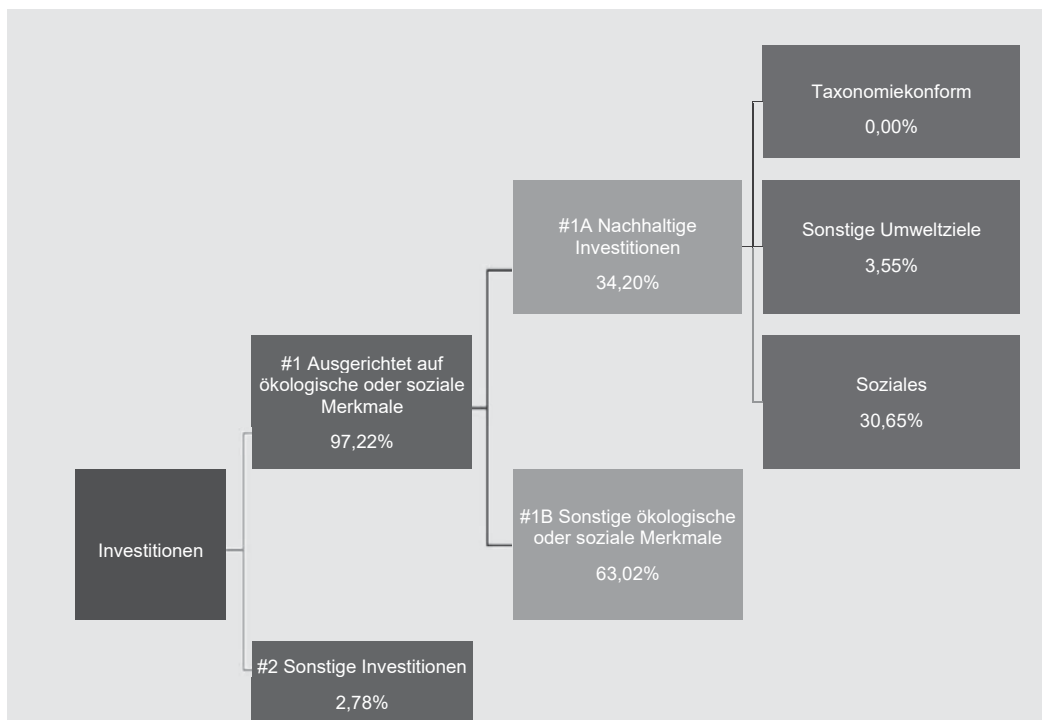 Taxonomiekonform
0,00%
#1A Nachhaltige
Investitionen
34,20%
Sonstige Umweltziele
3,55%
#1 Ausgerichtet auf
ökologische oder soziale
Merkmale
97,22%
Soziales
30,65%
Investitionen
#1B Sonstige ökologische
oder soziale Merkmale
63,02%
#2 Sonstige Investitionen
2,78%